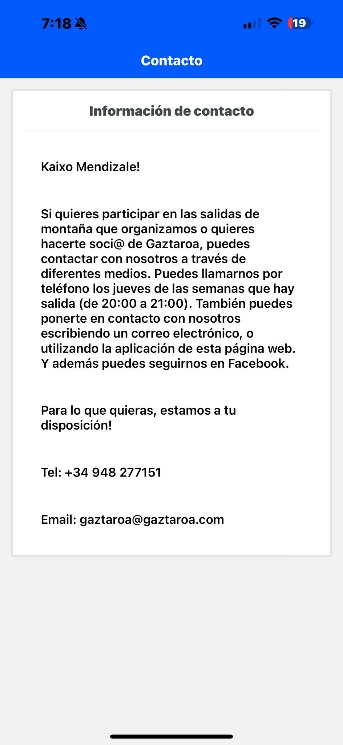 7:18
19
Contacto
Información de contacto
Kaixo Mendizale!
Si quieres participar en las salidas de
montaña que organizamos o quieres
hacerte soci@ de Gaztaroa, puedes
contactar con nosotros a través de
diferentes medios. Puedes llamarnos por
teléfono los jueves de las semanas que hay
salida (de 20:00 a 21:00). También puedes
ponerte en contacto con nosotros
escribiendo un correo electrónico, o
utilizando la aplicación de esta página web.
Y además puedes seguirnos en Facebook.
Para lo que quieras, estamos a tu
disposición!
Tel: +34 948 277151
Email: gaztaroa@gaztaroa.com